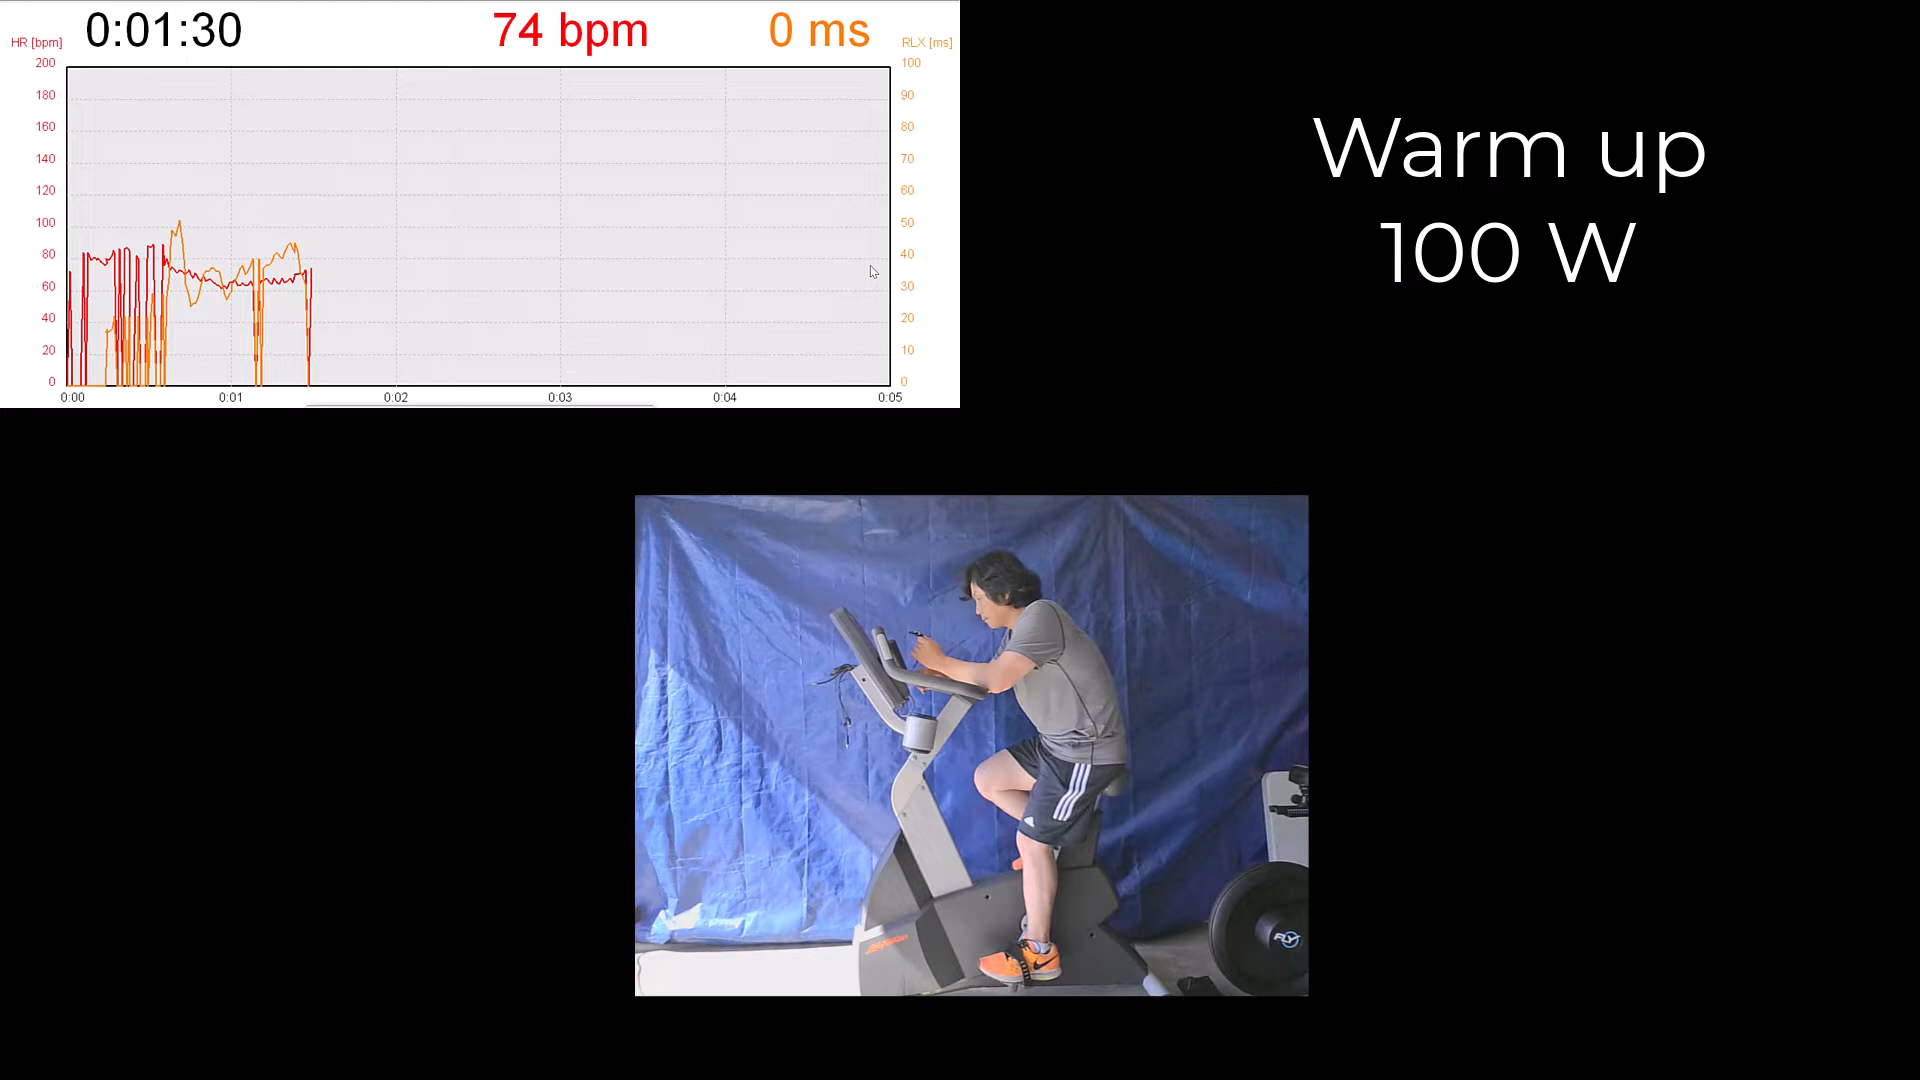 0:01:30 74 bpm 0 ms
HR [bpm] RLX [ms]
200 100
180 90
160 80
140 70
120 60
100 50
80 40
60 30
40 20
20 10
0 0
0:00 0:01 0:02 0:03 0:04 0:05
Warm up
100 W
FLY